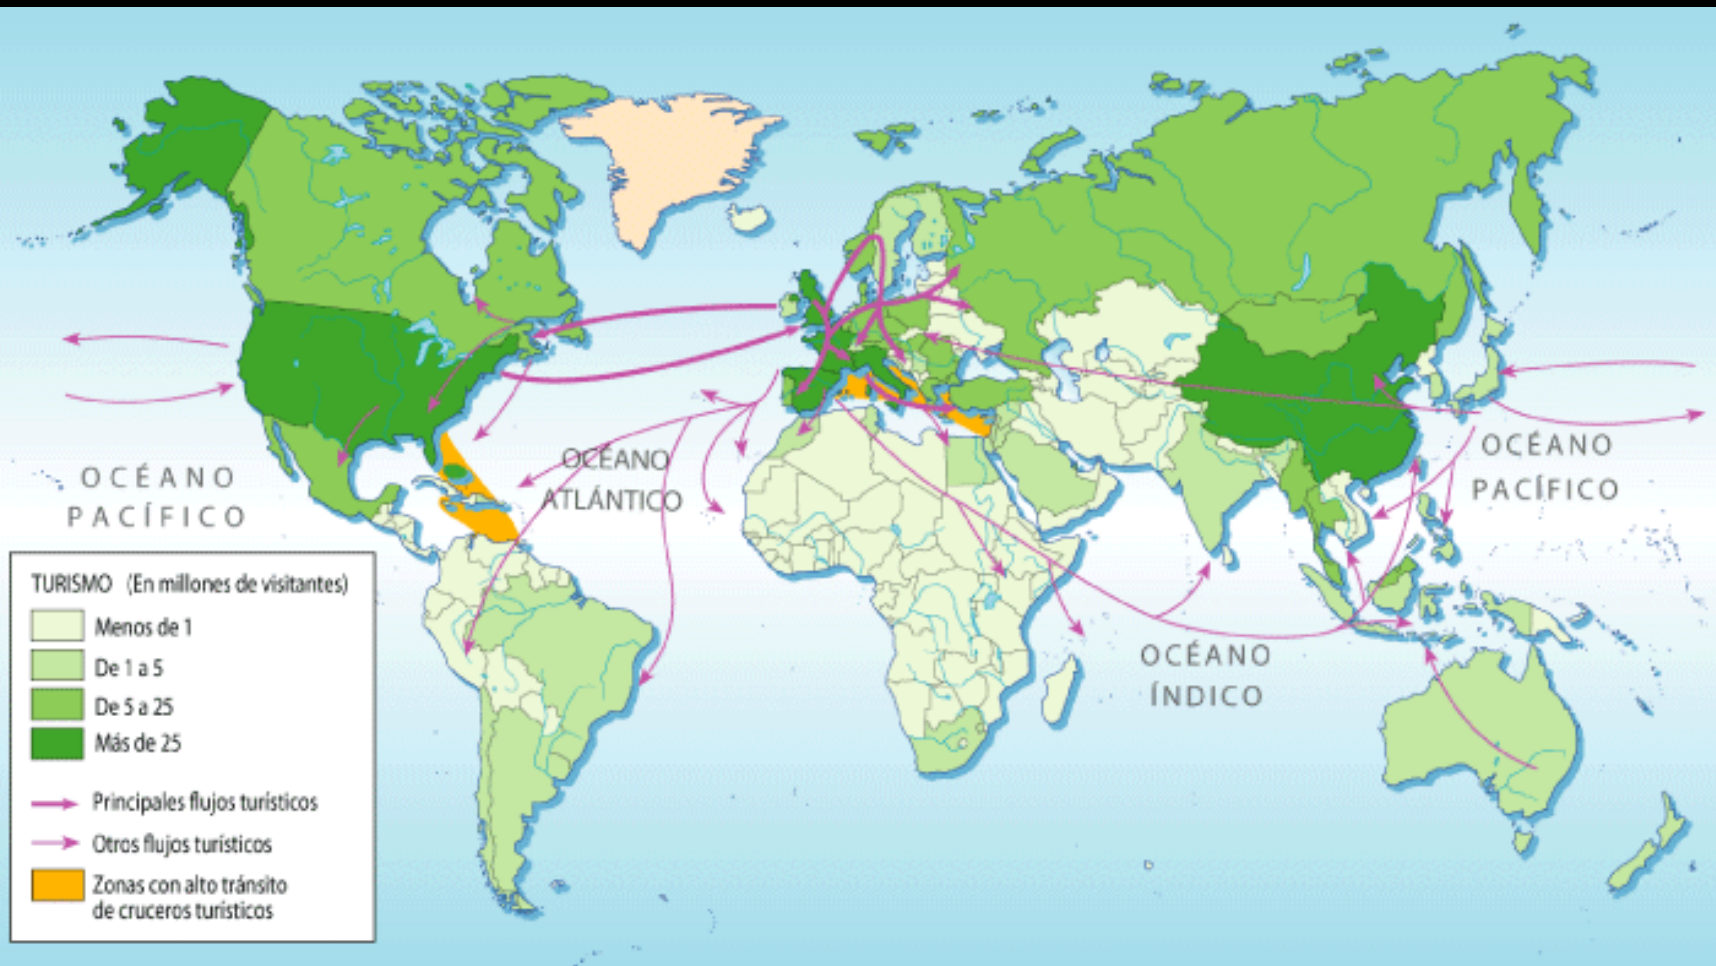 OCÉANO
PACÍFICO
OCÉANO
ATLÁNTICO
OCÉANO
PACÍFICO
OCÉANO
ÍNDICO
TURISMO (En millones de visitantes)
Menos de 1
De 1 a 5
De 5 a 25
Más de 25
Principales flujos turísticos
Otros flujos turísticos
Zonas con alto tránsito
de cruceros turísticos